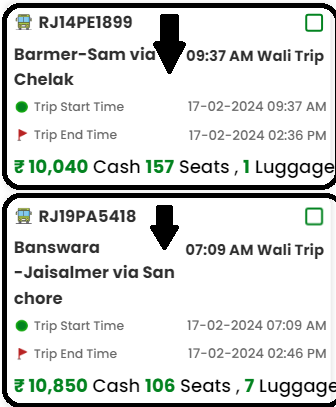 RJ14PE1899
Barmer-Sam via 09:37 AM Wali Trip
Chelak
Trip Start Time 17-02-2024 09:37 AM
Trip End Time 17-02-2024 02:36 PM
₹ 10,040 Cash 157 Seats , 1 Luggage
RJ19PA5418
Banswara 07:09 AM Wali Trip
-Jaisalmer via San
chore
Trip Start Time 17-02-2024 07:09 AM
Trip End Time 17-02-2024 02:46 PM
₹ 10,850 Cash 106 Seats , 7 Luggage